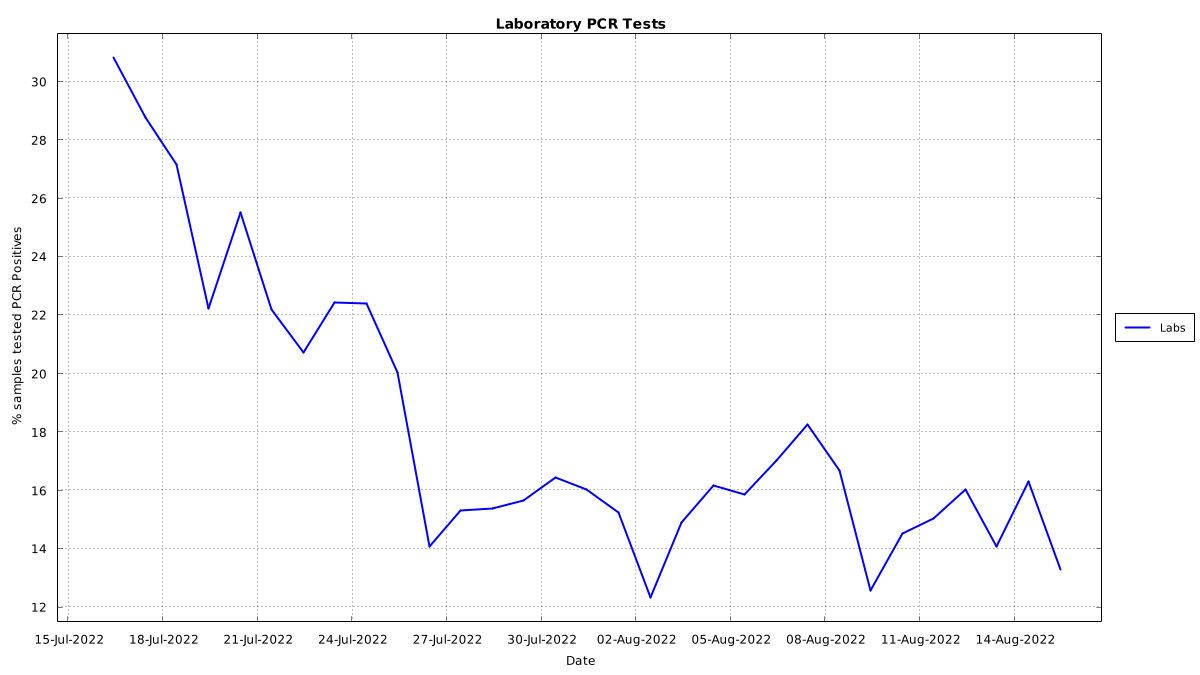 Laboratory PCR Tests
% samples tested PCR Positives
30
28
26
24
22
20
18
16
14
12
15-Jul-2022 18-Jul-2022 21-Jul-2022 24-Jul-2022 27-Jul-2022 30-Jul-2022 02-Aug-2022 05-Aug-2022 08-Aug-2022 11-Aug-2022 14-Aug-2022
Date
Labs